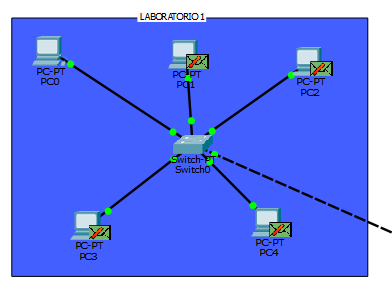 LABORATORIO 1
PC-PT
PC0
PC-PT
PC1
PC-PT
PC2
Switch-PT
Switch0
PC-PT
PC3
PC-PT
PC4